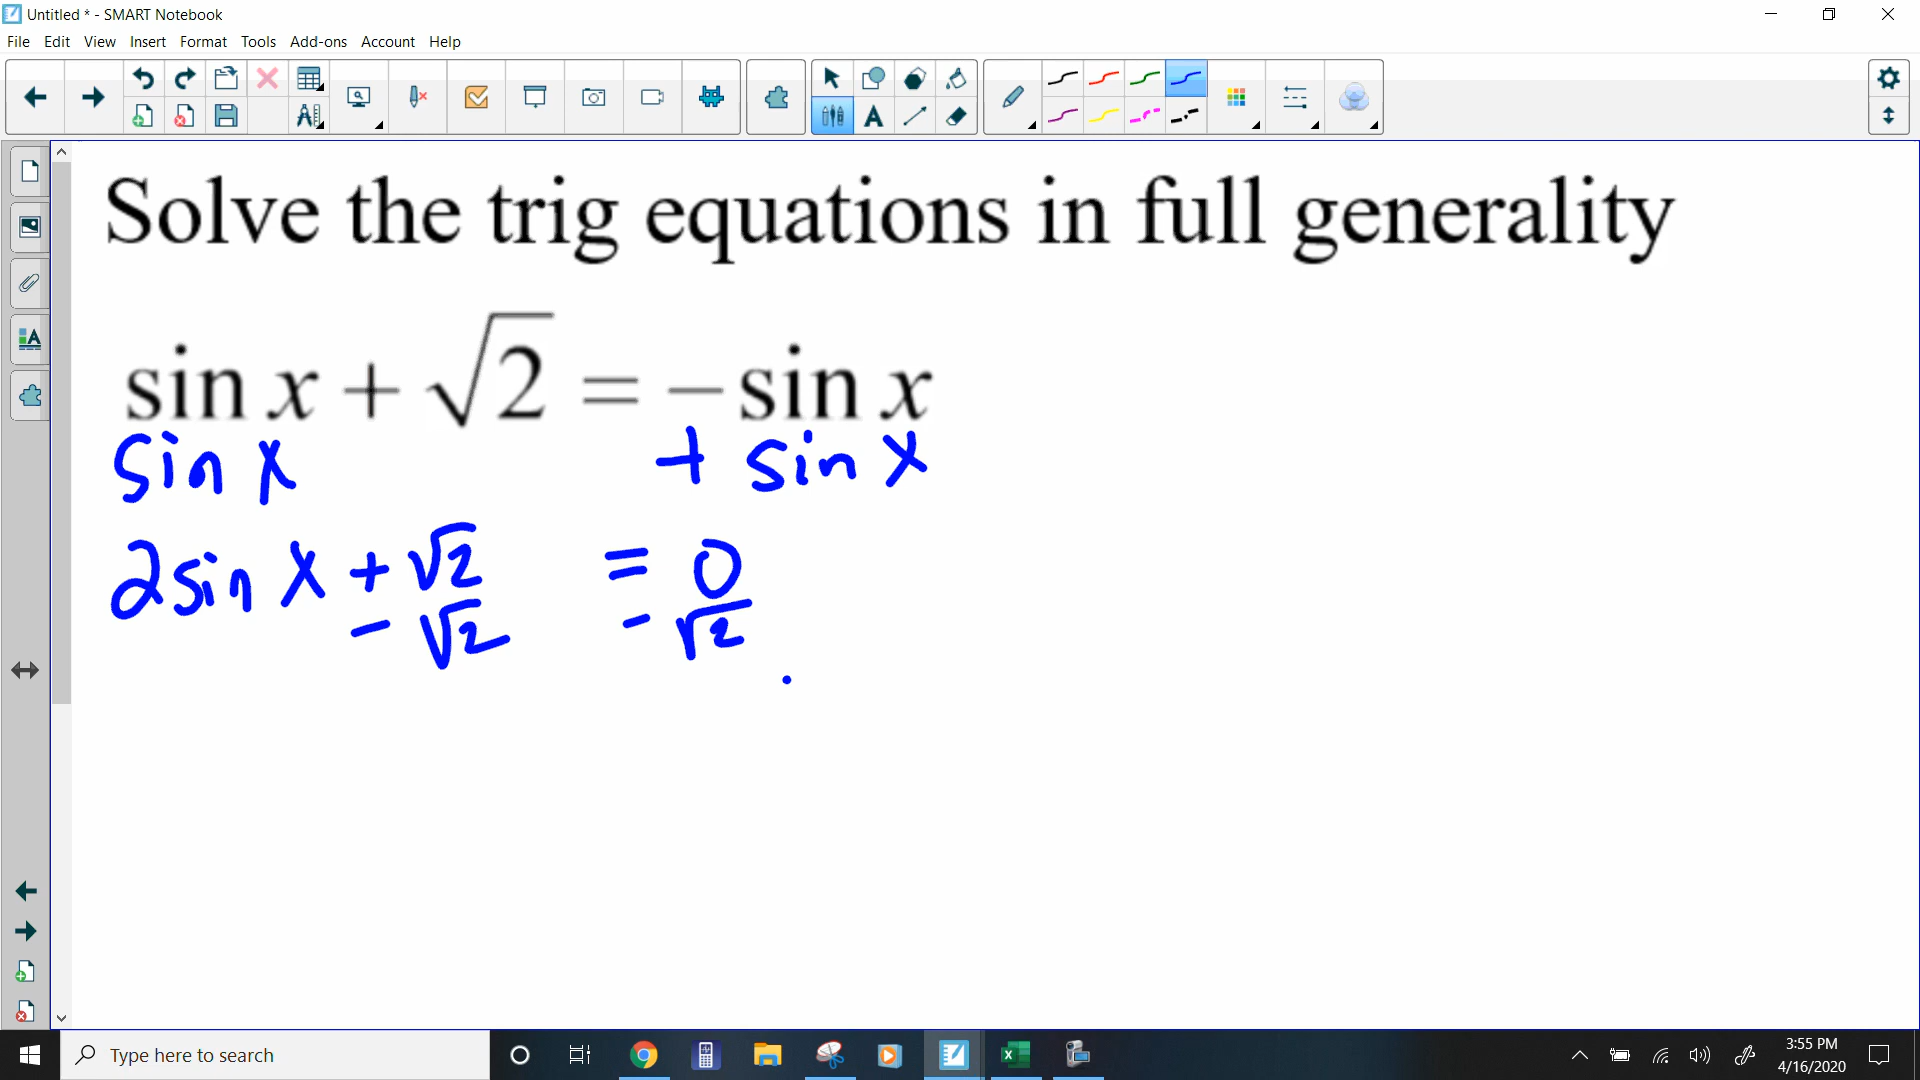 Untitled * - SMART Notebook
File Edit View Insert Format Tools Add-ons Account Help
Solve the trig equations in full generality
sin x + √2 = − sin x
sin x + sin x
2 sin x + √2 = 0
- √2 - √2
Type here to search
3:55 PM
4/16/2020